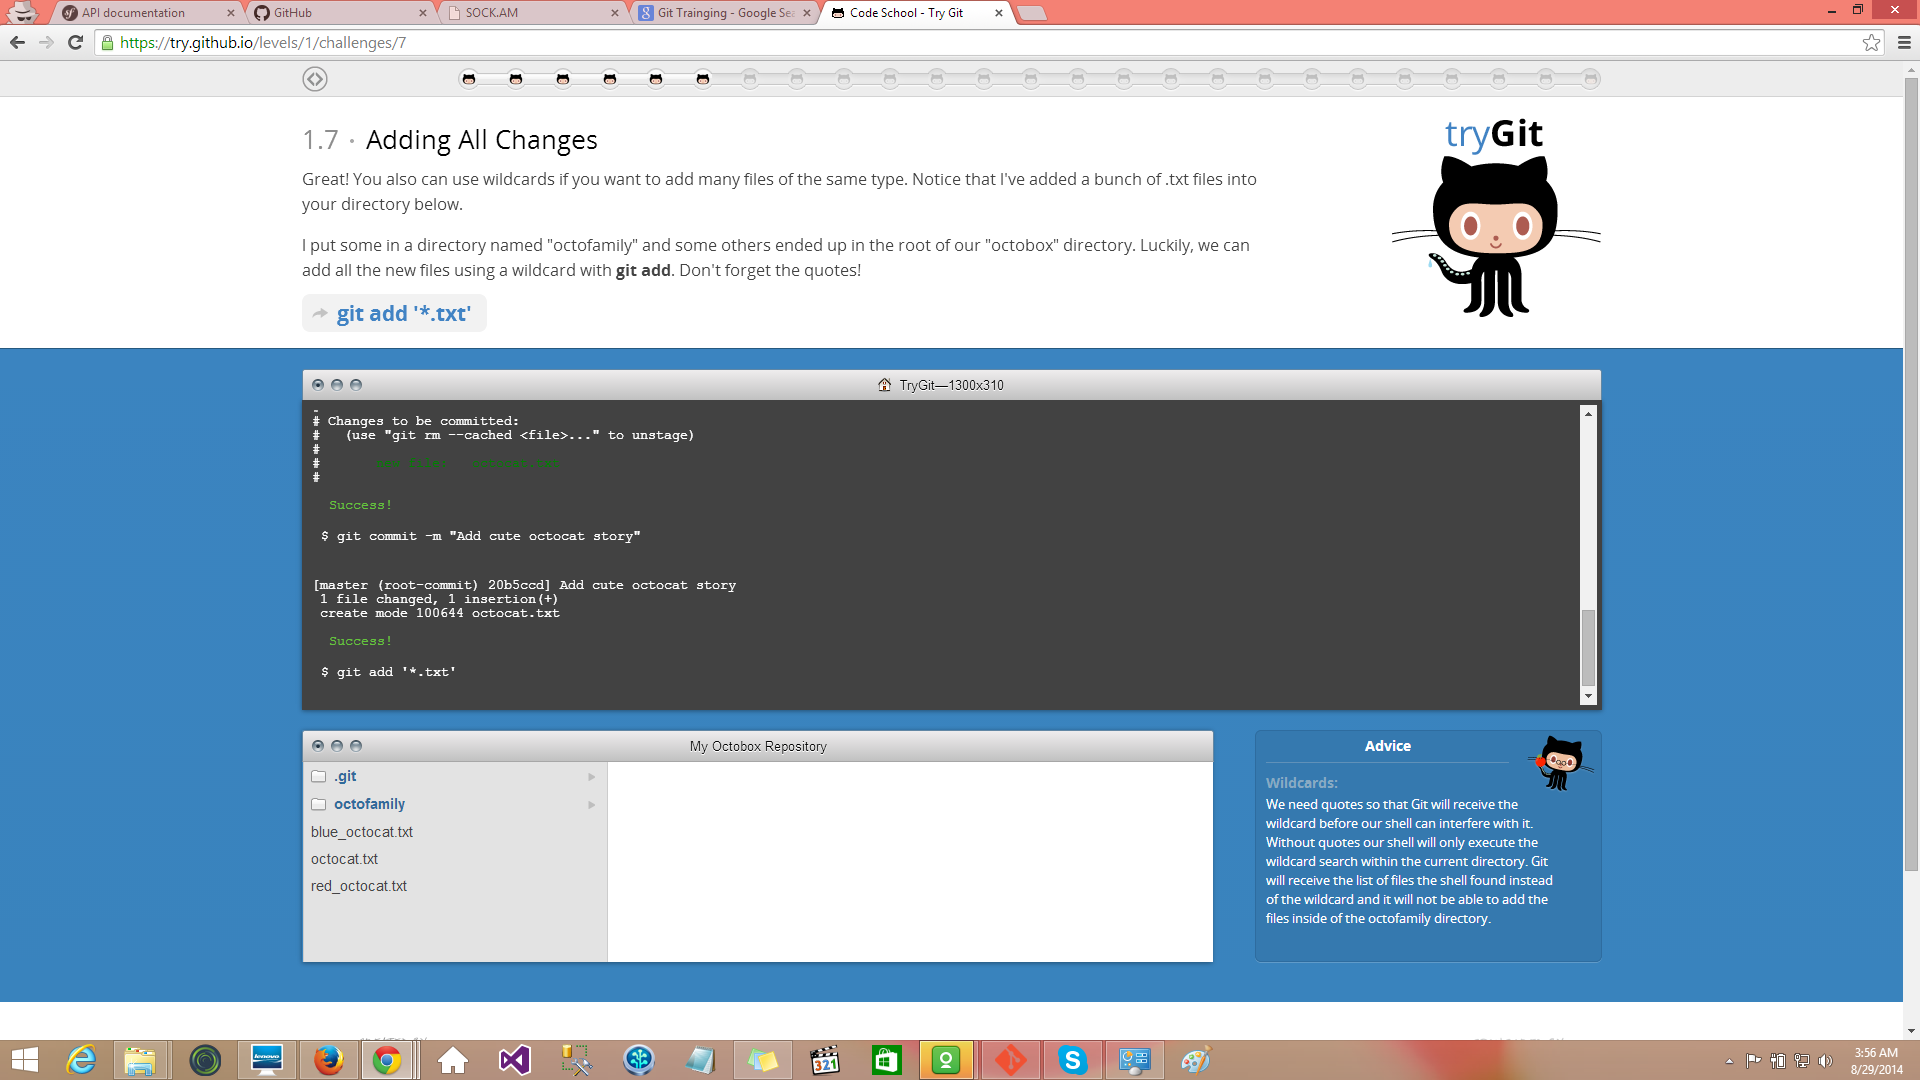 API documentation
GitHub
SOCK.AM
Git Trainging - Google Sea
Code School - Try Git
https://try.github.io/levels/1/challenges/7
1.7 · Adding All Changes
tryGit
Great! You also can use wildcards if you want to add many files of the same type. Notice that I've added a bunch of .txt files into
your directory below.
I put some in a directory named "octofamily" and some others ended up in the root of our "octobox" directory. Luckily, we can
add all the new files using a wildcard with git add. Don't forget the quotes!
git add '*.txt'
TryGit—1300x310
# Changes to be committed:
#   (use "git rm --cached <file>..." to unstage)
#
#       new file:   octocat.txt
#
Success!
$ git commit -m "Add cute octocat story"
[master (root-commit) 20b5ccd] Add cute octocat story
1 file changed, 1 insertion(+)
create mode 100644 octocat.txt
Success!
$ git add '*.txt'
My Octobox Repository
.git
octofamily
blue_octocat.txt
octocat.txt
red_octocat.txt
Advice
Wildcards:
We need quotes so that Git will receive the
wildcard before our shell can interfere with it.
Without quotes our shell will only execute the
wildcard search within the current directory. Git
will receive the list of files the shell found instead
of the wildcard and it will not be able to add the
files inside of the octofamily directory.
lenovo
321
3:56 AM
8/29/2014